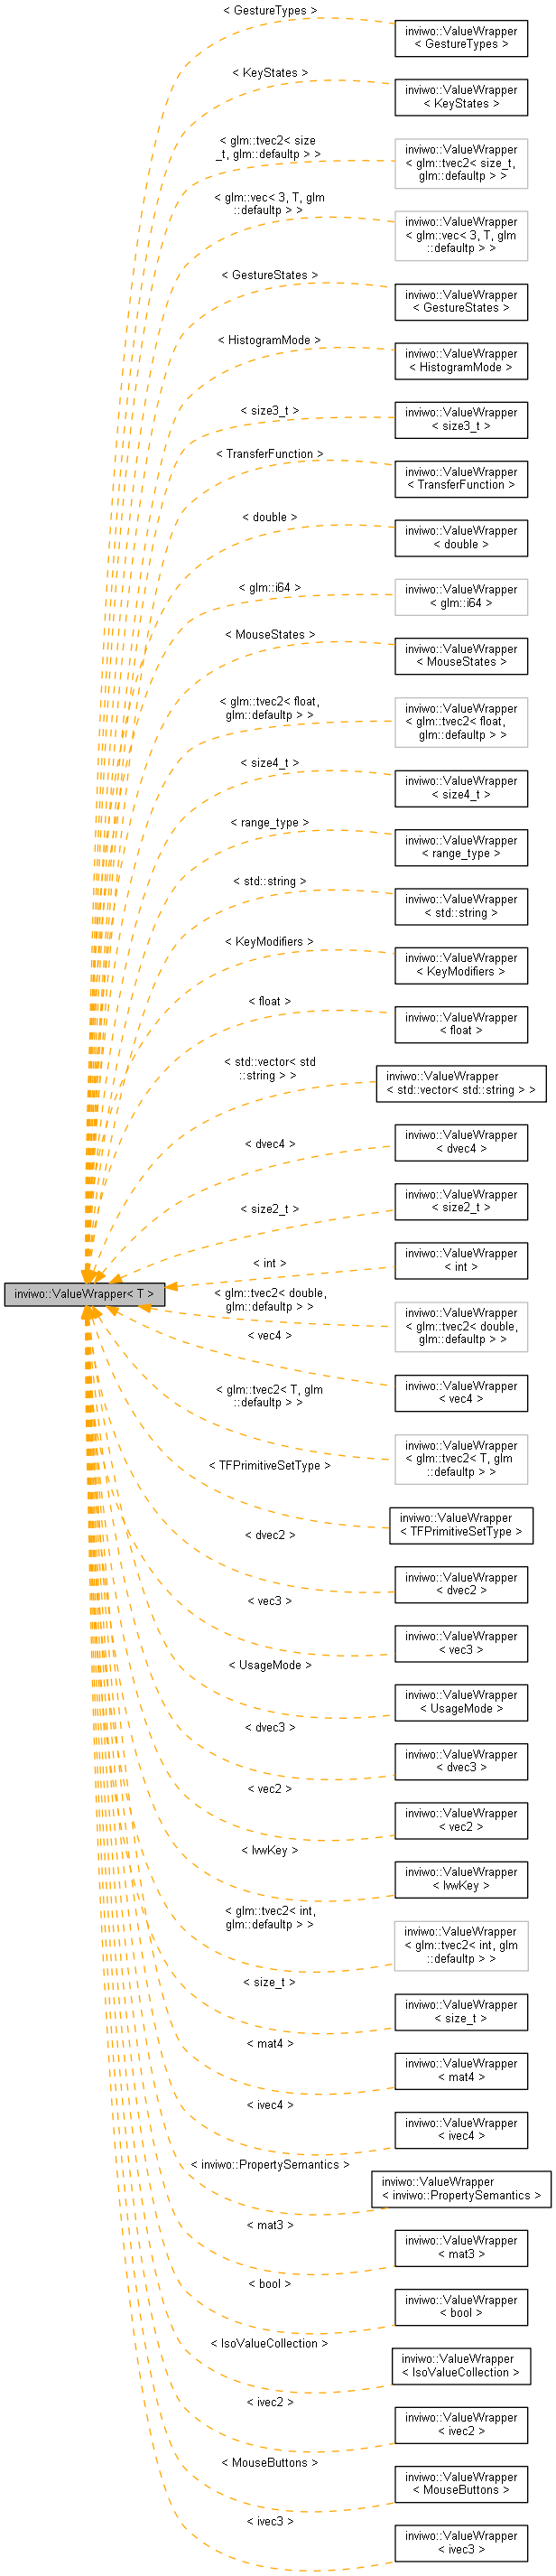 < GestureTypes >
inviwo::ValueWrapper
< GestureTypes >
< KeyStates >
inviwo::ValueWrapper
< KeyStates >
< glm::tvec2< size
_t, glm::defaultp > >
inviwo::ValueWrapper
< glm::tvec2< size_t,
glm::defaultp > >
< glm::vec< 3, T, glm
::defaultp > >
inviwo::ValueWrapper
< glm::vec< 3, T, glm
::defaultp > >
< GestureStates >
inviwo::ValueWrapper
< GestureStates >
< HistogramMode >
inviwo::ValueWrapper
< HistogramMode >
< size3_t >
inviwo::ValueWrapper
< size3_t >
< TransferFunction >
inviwo::ValueWrapper
< TransferFunction >
< double >
inviwo::ValueWrapper
< double >
< glm::i64 >
inviwo::ValueWrapper
< glm::i64 >
< MouseStates >
inviwo::ValueWrapper
< MouseStates >
< glm::tvec2< float,
glm::defaultp > >
inviwo::ValueWrapper
< glm::tvec2< float,
glm::defaultp > >
< size4_t >
inviwo::ValueWrapper
< size4_t >
< range_type >
inviwo::ValueWrapper
< range_type >
< std::string >
inviwo::ValueWrapper
< std::string >
< KeyModifiers >
inviwo::ValueWrapper
< KeyModifiers >
< float >
inviwo::ValueWrapper
< float >
< std::vector< std
::string > >
inviwo::ValueWrapper
< std::vector< std::string > >
< dvec4 >
inviwo::ValueWrapper
< dvec4 >
< size2_t >
inviwo::ValueWrapper
< size2_t >
< int >
inviwo::ValueWrapper
< int >
inviwo::ValueWrapper< T >
< glm::tvec2< double,
glm::defaultp > >
inviwo::ValueWrapper
< glm::tvec2< double,
glm::defaultp > >
< vec4 >
inviwo::ValueWrapper
< vec4 >
< glm::tvec2< T, glm
::defaultp > >
inviwo::ValueWrapper
< glm::tvec2< T, glm
::defaultp > >
< TFPrimitiveSetType >
inviwo::ValueWrapper
< TFPrimitiveSetType >
< dvec2 >
inviwo::ValueWrapper
< dvec2 >
< vec3 >
inviwo::ValueWrapper
< vec3 >
< UsageMode >
inviwo::ValueWrapper
< UsageMode >
< dvec3 >
inviwo::ValueWrapper
< dvec3 >
< vec2 >
inviwo::ValueWrapper
< vec2 >
< IvwKey >
inviwo::ValueWrapper
< IvwKey >
< glm::tvec2< int,
glm::defaultp > >
inviwo::ValueWrapper
< glm::tvec2< int, glm
::defaultp > >
< size_t >
inviwo::ValueWrapper
< size_t >
< mat4 >
inviwo::ValueWrapper
< mat4 >
< ivec4 >
inviwo::ValueWrapper
< ivec4 >
< inviwo::PropertySemantics >
inviwo::ValueWrapper
< inviwo::PropertySemantics >
< mat3 >
inviwo::ValueWrapper
< mat3 >
< bool >
inviwo::ValueWrapper
< bool >
< IsoValueCollection >
inviwo::ValueWrapper
< IsoValueCollection >
< ivec2 >
inviwo::ValueWrapper
< ivec2 >
< MouseButtons >
inviwo::ValueWrapper
< MouseButtons >
< ivec3 >
inviwo::ValueWrapper
< ivec3 >